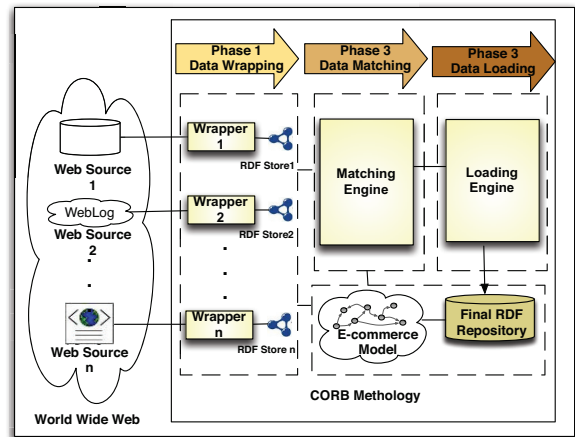 Phase 1
Data Wrapping
Phase 3
Data Matching
Phase 3
Data Loading
Web Source
1
Wrapper
1
RDF Store1
WebLog
Web Source
2
Wrapper
2
RDF Store2
Matching
Engine
Loading
Engine
.
.
.
.
.
Web Source
n
Wrapper
n
RDF Store n
E-commerce
Model
Final RDF
Repository
World Wide Web
CORB Methology